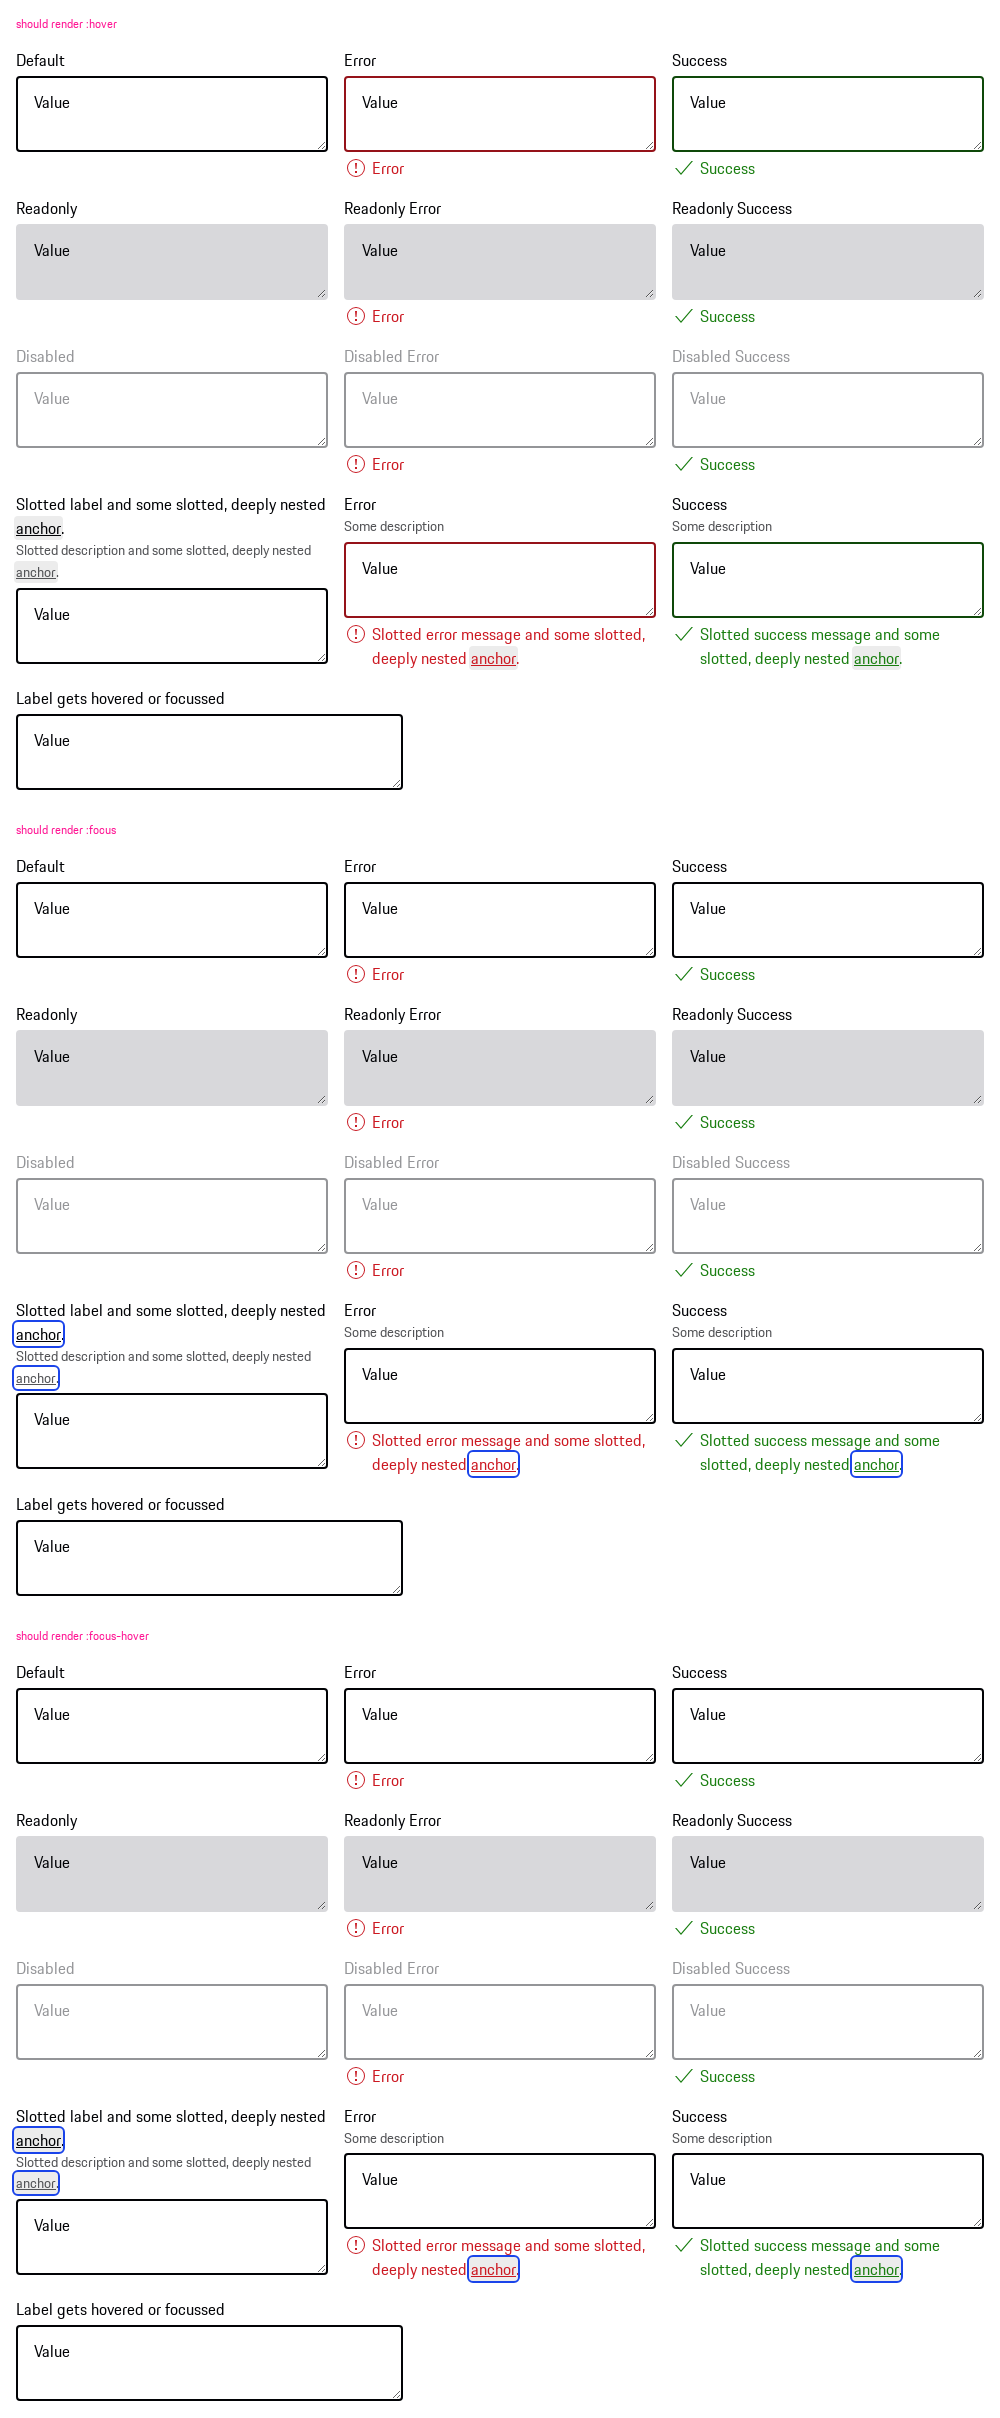 should render :hover
Default
Error
Success
Value
Value
Value
Error
Success
Readonly
Readonly Error
Readonly Success
Value
Value
Value
Error
Success
Disabled
Disabled Error
Disabled Success
Value
Value
Value
Error
Success
Slotted label and some slotted, deeply nested
anchor.
Slotted description and some slotted, deeply nested
anchor.
Value
Error
Some description
Value
Slotted error message and some slotted,
deeply nested anchor.
Success
Some description
Value
Slotted success message and some
slotted, deeply nested anchor.
Label gets hovered or focussed
Value
should render :focus
Default
Error
Success
Value
Value
Value
Error
Success
Readonly
Readonly Error
Readonly Success
Value
Value
Value
Error
Success
Disabled
Disabled Error
Disabled Success
Value
Value
Value
Error
Success
Slotted label and some slotted, deeply nested
anchor.
Slotted description and some slotted, deeply nested
anchor.
Value
Error
Some description
Value
Slotted error message and some slotted,
deeply nested anchor.
Success
Some description
Value
Slotted success message and some
slotted, deeply nested anchor.
Label gets hovered or focussed
Value
should render :focus-hover
Default
Error
Success
Value
Value
Value
Error
Success
Readonly
Readonly Error
Readonly Success
Value
Value
Value
Error
Success
Disabled
Disabled Error
Disabled Success
Value
Value
Value
Error
Success
Slotted label and some slotted, deeply nested
anchor.
Slotted description and some slotted, deeply nested
anchor.
Value
Error
Some description
Value
Slotted error message and some slotted,
deeply nested anchor.
Success
Some description
Value
Slotted success message and some
slotted, deeply nested anchor.
Label gets hovered or focussed
Value